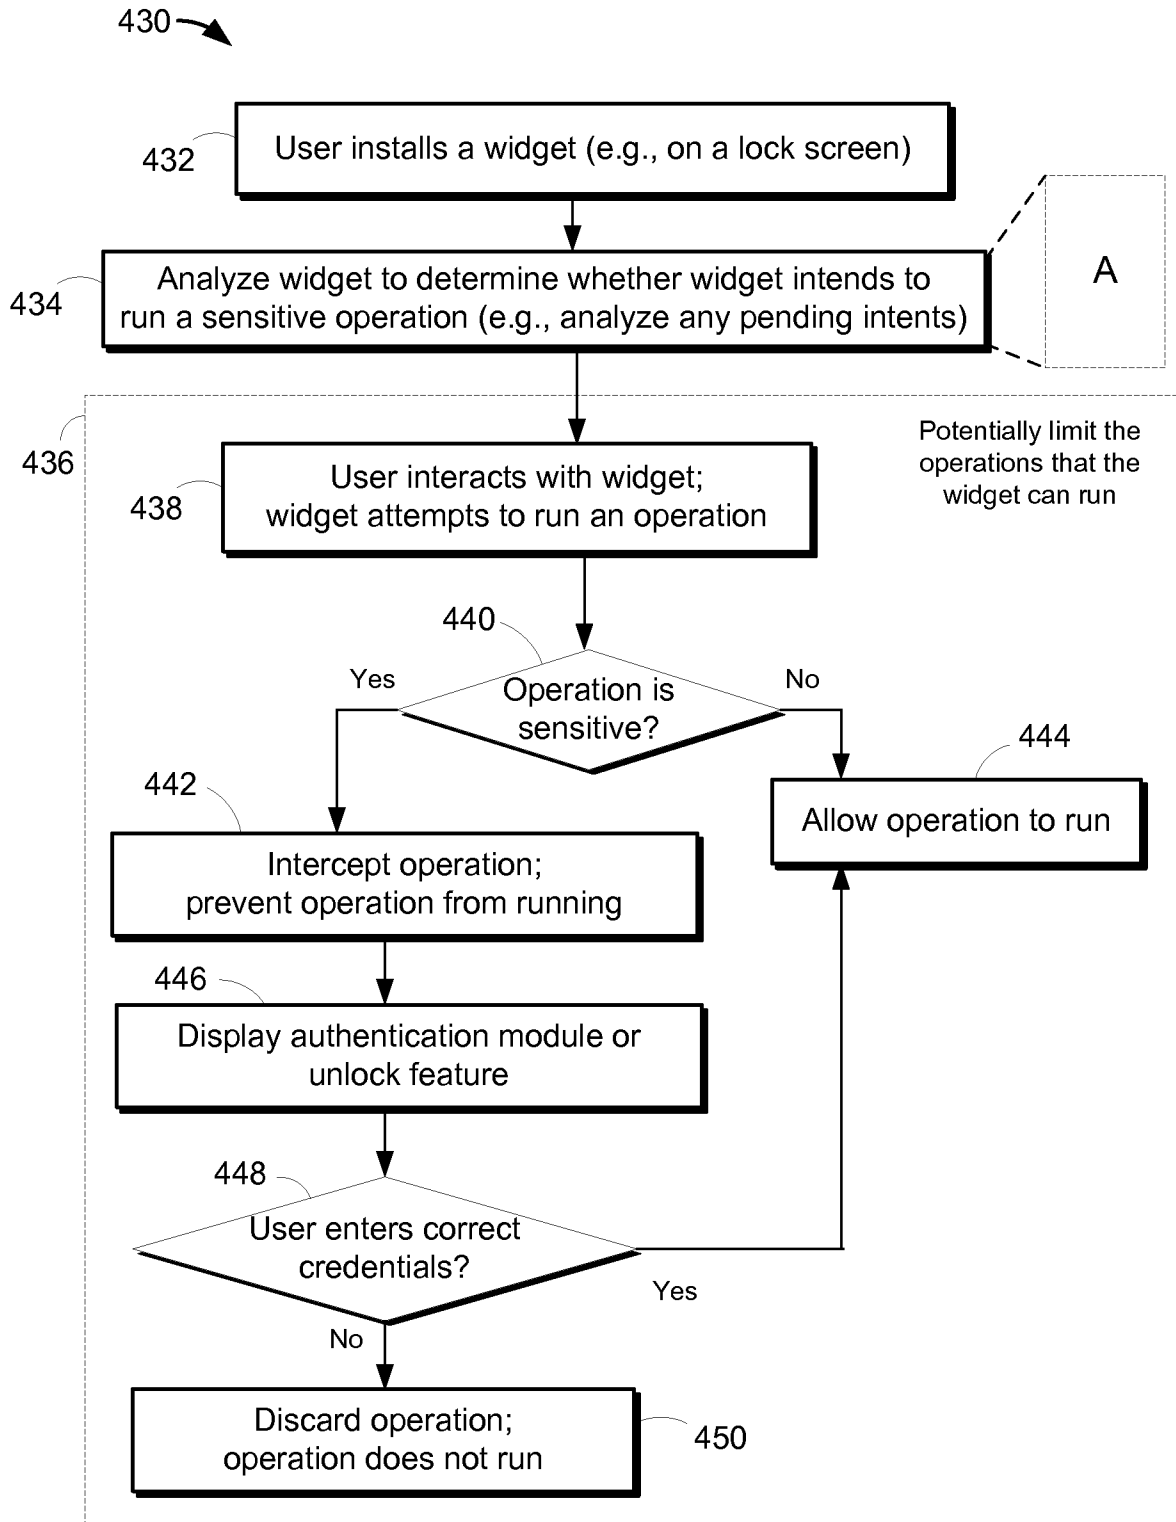 430
432
User installs a widget (e.g., on a lock screen)
434
Analyze widget to determine whether widget intends to
run a sensitive operation (e.g., analyze any pending intents)
A
436
Potentially limit the
operations that the
widget can run
438
User interacts with widget;
widget attempts to run an operation
440
Yes
Operation is
sensitive?
No
442
444
Allow operation to run
Intercept operation;
prevent operation from running
446
Display authentication module or
unlock feature
448
User enters correct
credentials?
Yes
No
Discard operation;
operation does not run
450